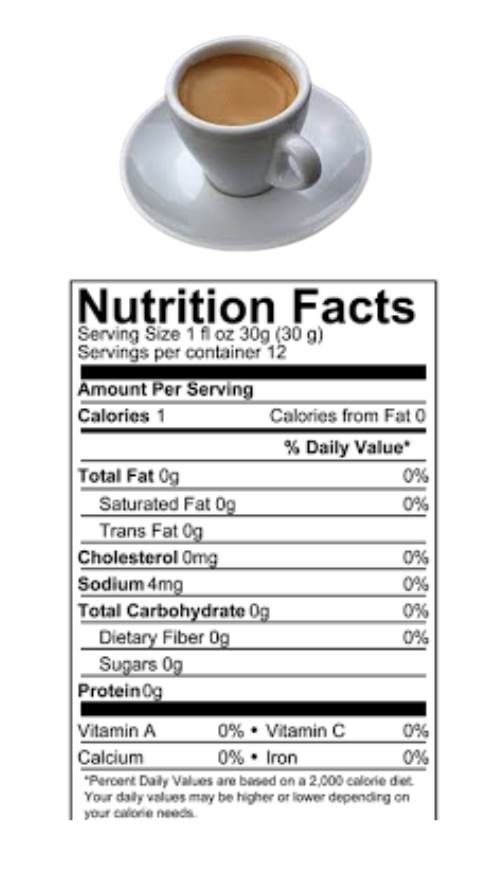 Nutrition Facts
Serving Size 1 fl oz 30g (30 g)
Servings per container 12
Amount Per Serving
Calories 1 Calories from Fat 0
% Daily Value*
Total Fat 0g 0%
Saturated Fat 0g 0%
Trans Fat 0g
Cholesterol 0mg 0%
Sodium 4mg 0%
Total Carbohydrate 0g 0%
Dietary Fiber 0g 0%
Sugars 0g
Protein 0g
Vitamin A 0% • Vitamin C 0%
Calcium 0% • Iron 0%
*Percent Daily Values are based on a 2,000 calorie diet.
Your daily values may be higher or lower depending on
your calorie needs.